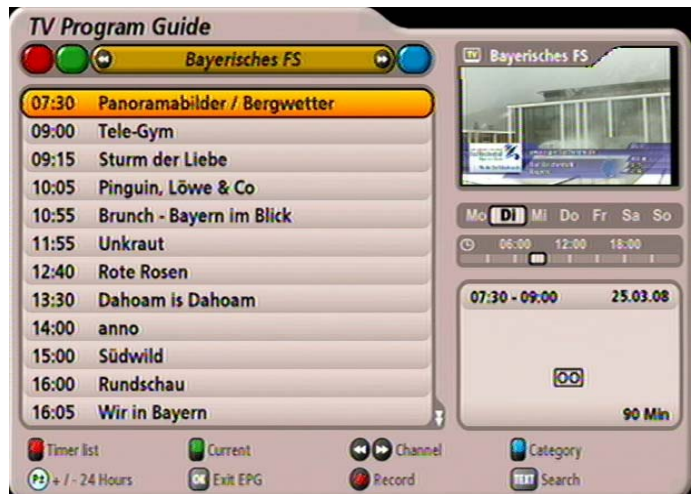 TV Program Guide
Bayerisches FS
TV Bayerisches FS
07:30 Panoramabilder / Bergwetter
09:00 Tele-Gym
09:15 Sturm der Liebe
10:05 Pinguin, Löwe & Co
10:55 Brunch - Bayern im Blick
11:55 Unkraut
12:40 Rote Rosen
13:30 Dahoam is Dahoam
14:00 anno
15:00 Südwild
16:00 Rundschau
16:05 Wir in Bayern
Mo Di Mi Do Fr Sa So
06:00 12:00 18:00
07:30 - 09:00 25.03.08
90 Min
Timer list
Current
Channel
Category
+ / - 24 Hours
OK Exit EPG
Record
TEXT Search